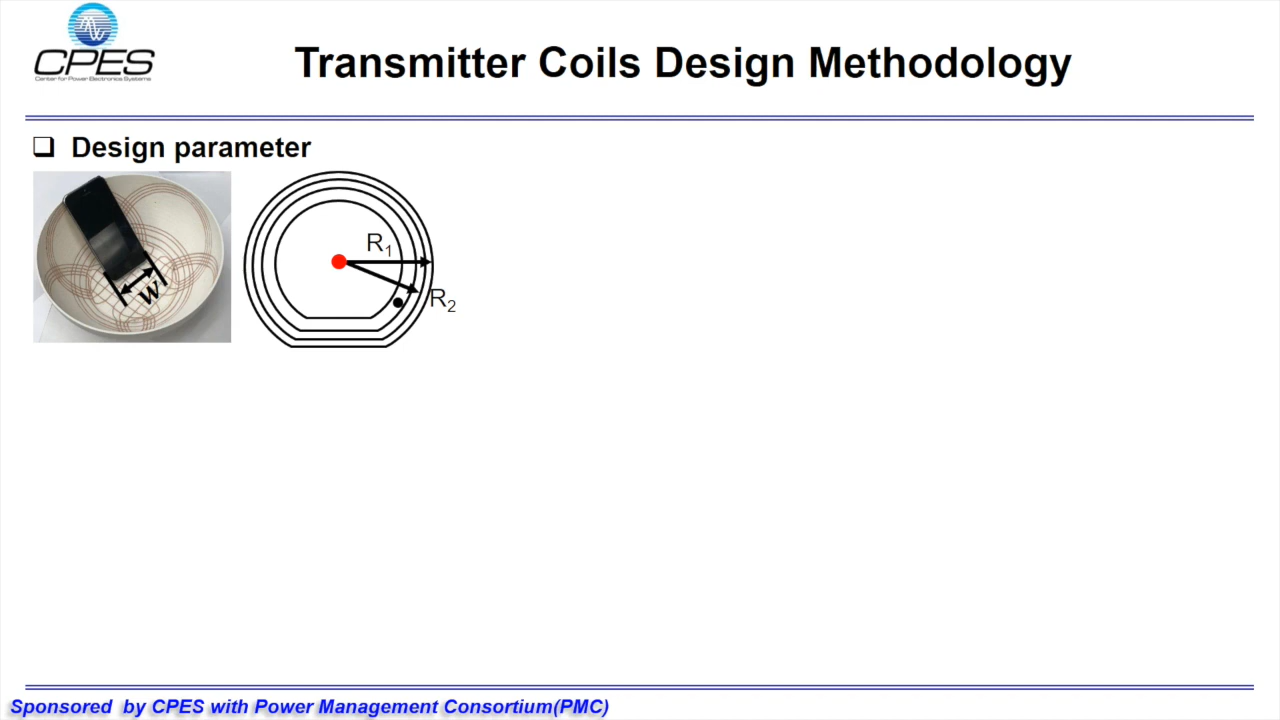 CPES
Center for Power Electronics Systems
Transmitter Coils Design Methodology
Design parameter
W
R1
R2
Sponsored by CPES with Power Management Consortium(PMC)